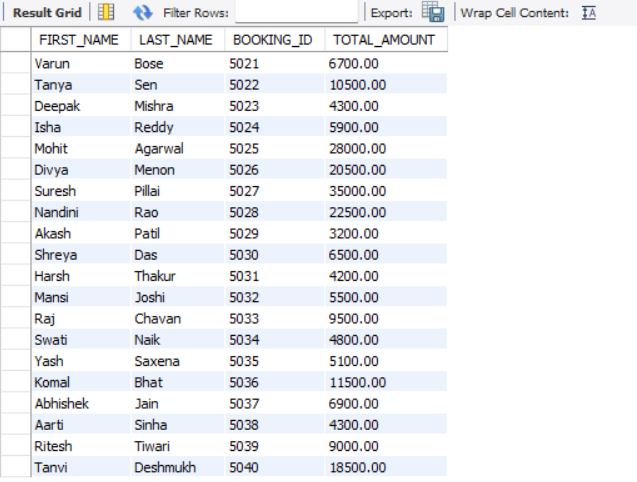 Result Grid Filter Rows: Export: Wrap Cell Content: IA
FIRST_NAME LAST_NAME BOOKING_ID TOTAL_AMOUNT
Varun Bose 5021 6700.00
Tanya Sen 5022 10500.00
Deepak Mishra 5023 4300.00
Isha Reddy 5024 5900.00
Mohit Agarwal 5025 28000.00
Divya Menon 5026 20500.00
Suresh Pillai 5027 35000.00
Nandini Rao 5028 22500.00
Akash Patil 5029 3200.00
Shreya Das 5030 6500.00
Harsh Thakur 5031 4200.00
Mansi Joshi 5032 5500.00
Raj Chavan 5033 9500.00
Swati Naik 5034 4800.00
Yash Saxena 5035 5100.00
Komal Bhat 5036 11500.00
Abhishek Jain 5037 6900.00
Aarti Sinha 5038 4300.00
Ritesh Tiwari 5039 9000.00
Tanvi Deshmukh 5040 18500.00